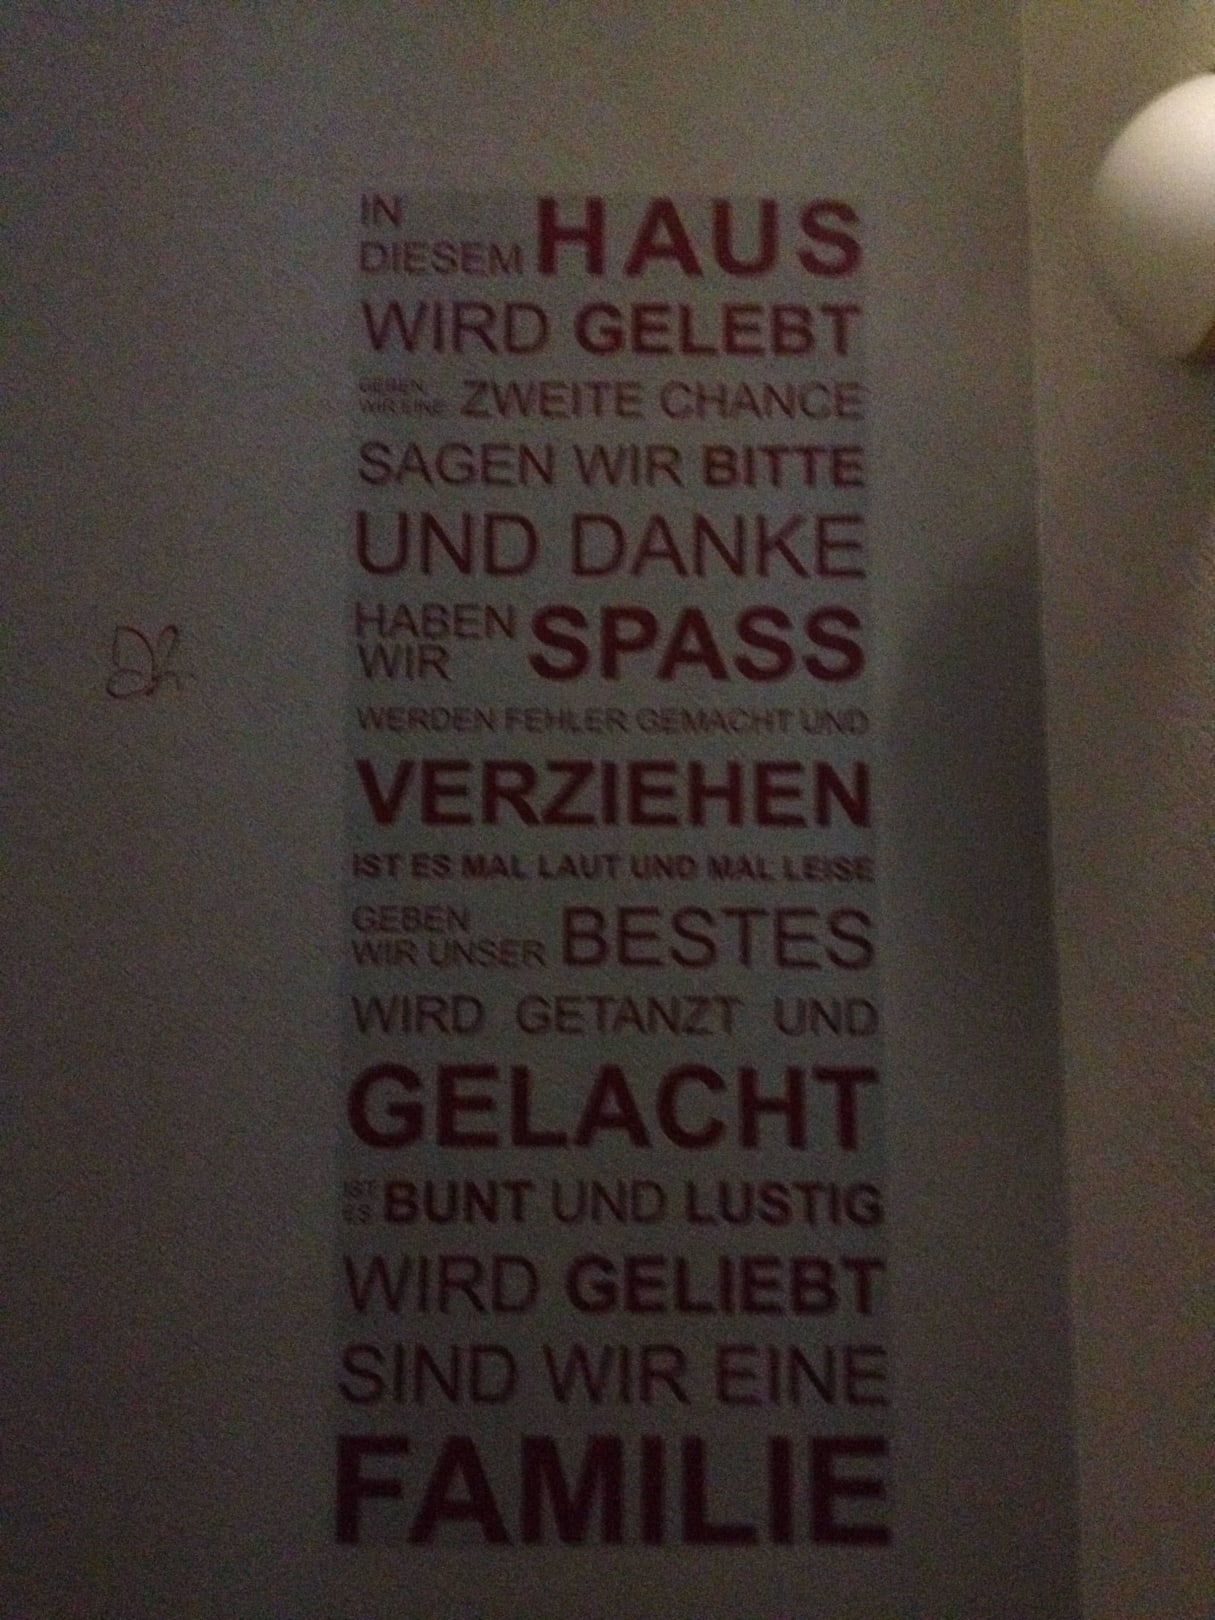 IN
DIESEM HAUS
WIRD GELEBT
GEBEN
WIR EINE ZWEITE CHANCE
SAGEN WIR BITTE
UND DANKE
HABEN
WIR SPASS
WERDEN FEHLER GEMACHT UND
VERZIEHEN
IST ES MAL LAUT UND MAL LEISE
GEBEN
WIR UNSER BESTES
WIRD GETANZT UND
GELACHT
IST
ES BUNT UND LUSTIG
WIRD GELIEBT
SIND WIR EINE
FAMILIE